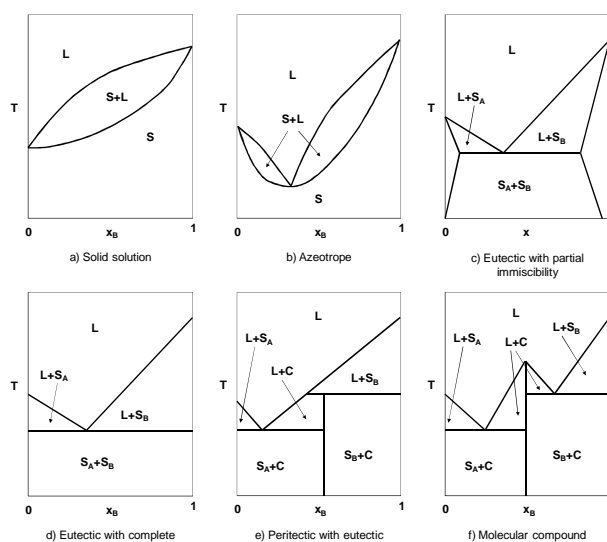 L
S+L
T
S
0
x_B
1
a) Solid solution
L
T
S+L
S
0
x_B
1
b) Azeotrope
L
L+S_A
T
L+S_B
S_A+S_B
0
x
c) Eutectic with partial
immiscibility
L
T
L+S_A
L+S_B
S_A+S_B
0
x_B
1
d) Eutectic with complete
L
L+S_A
L+C
T
L+S_B
S_A+C
S_B+C
0
x_B
1
e) Peritectic with eutectic
L
L+S_A
L+C
L+S_B
T
S_A+C
S_B+C
0
x_B
f) Molecular compound